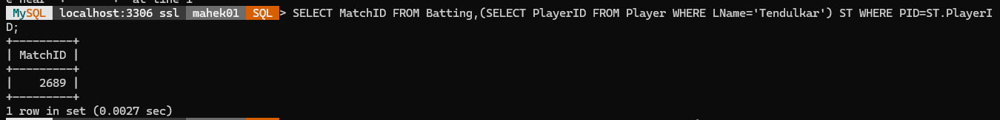 e near '' at line 1
MySQL localhost:3306 ssl mahek01 SQL > SELECT MatchID FROM Batting,(SELECT PlayerID FROM Player WHERE LName='Tendulkar') ST WHERE PID=ST.PlayerI
D;
+---------+
| MatchID |
+---------+
|    2689 |
+---------+
1 row in set (0.0027 sec)